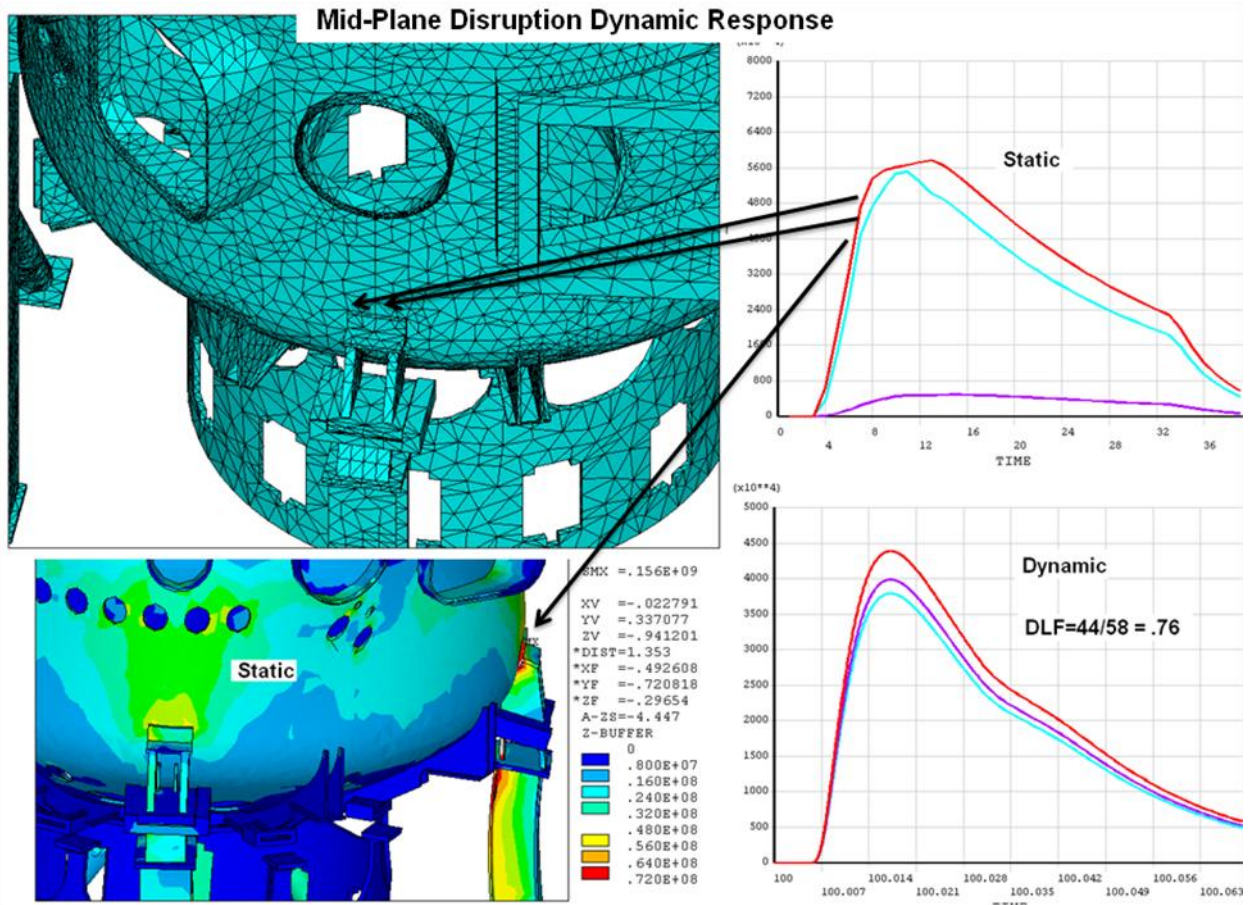 Mid-Plane Disruption Dynamic Response
8000
7200
6400
5600
4800
3200
2400
1600
800
0
Static
0
4
8
12
16
20
24
28
32
36
TIME
SMX =.156E+09
XV =-.022791
YV =.337077
ZV =-.941201
*DIST=1.353
*XF =-.492608
*YF =-.720818
*ZF =-.29654
A-ZS=-4.447
Z-BUFFER
0
.800E+07
.160E+08
.240E+08
.320E+08
.480E+08
.560E+08
.640E+08
.720E+08
Static
(x10**4)
5000
4500
4000
3500
3000
2500
2000
1500
1000
500
0
Dynamic
DLF=44/58 = .76
100
100.007
100.014
100.021
100.028
100.035
100.042
100.049
100.056
100.063